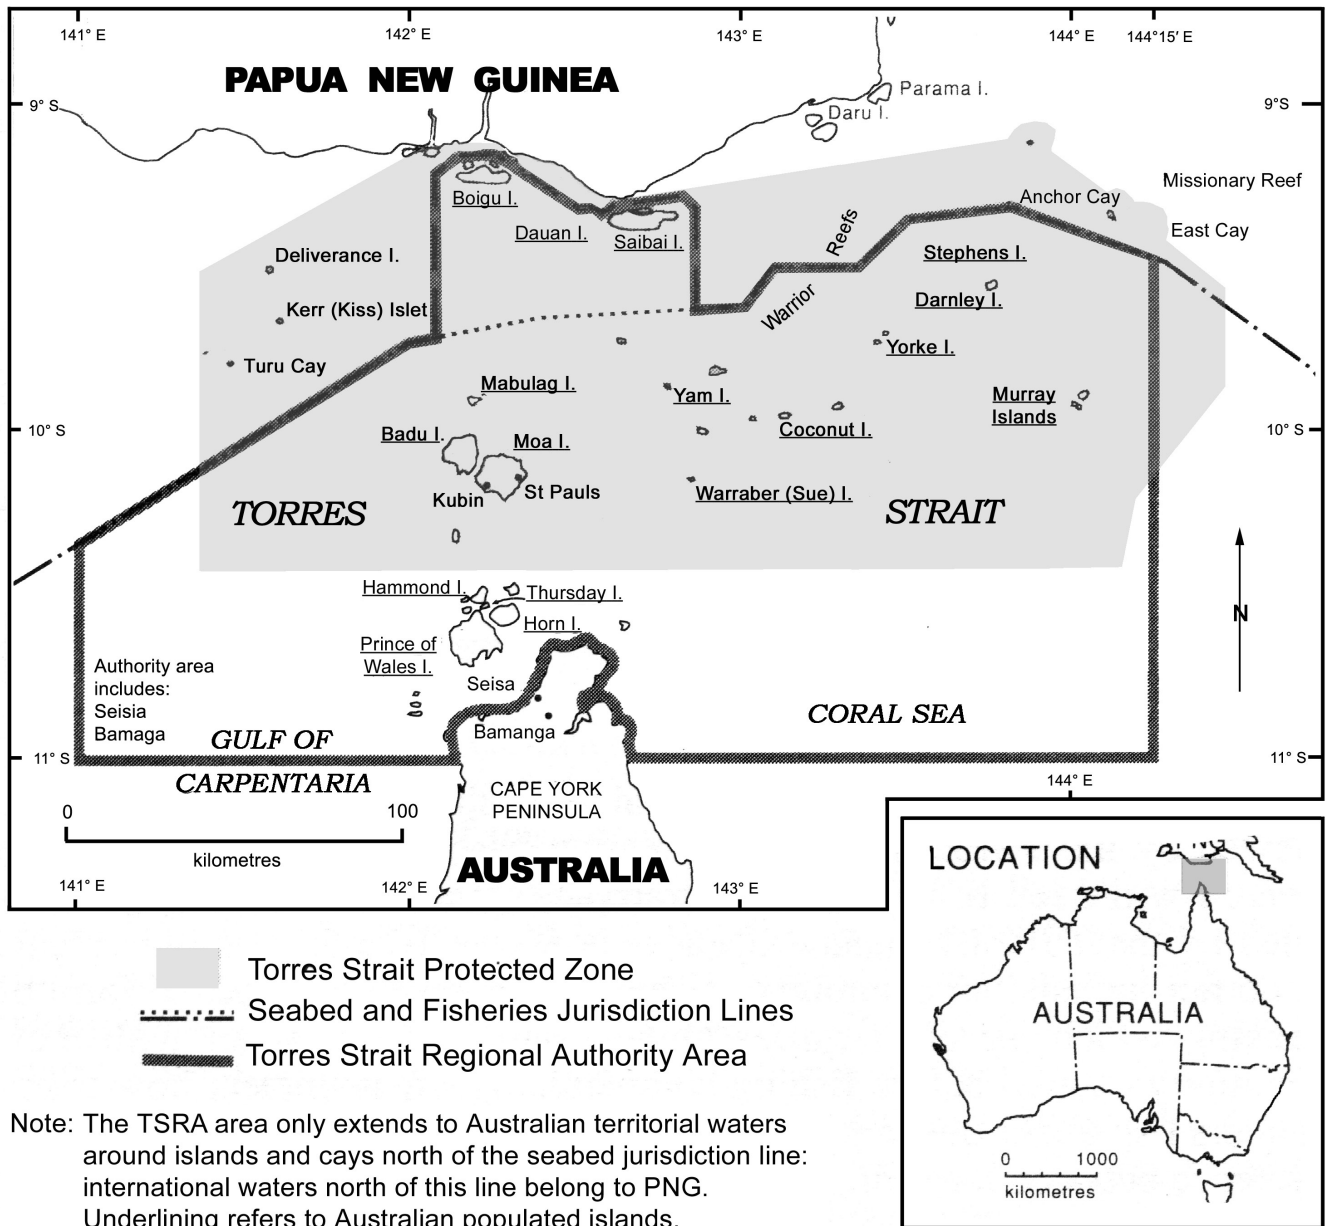 141° E
142° E
143° E
144° E
144° 15′ E
PAPUA NEW GUINEA
9° S
Parama I.
9°S
Daru I.
Missionary Reef
Boigu I.
Anchor Cay
East Cay
Dauan I.
Saibai I.
Reefs
Deliverance I.
Stephens I.
Kerr (Kiss) Islet
Warrior
Darnley I.
Yorke I.
Turu Cay
Mabulag I.
Yam I.
Murray
Islands
10° S
Badu I.
Moa I.
Coconut I.
10° S
Kubin
St Pauls
Warraber (Sue) I.
TORRES
STRAIT
Hammond I.
Thursday I.
Horn I.
N
Prince of
Wales I.
Authority area
includes:
Seisia
Bamaga
Seisa
Bamanga
CORAL SEA
GULF OF
CARPENTARIA
11° S
11° S
144° E
CAPE YORK
PENINSULA
0 100
kilometres
AUSTRALIA
141° E
142° E
143° E
LOCATION
AUSTRALIA
0 1000
kilometres
Torres Strait Protected Zone
Seabed and Fisheries Jurisdiction Lines
Torres Strait Regional Authority Area
Note: The TSRA area only extends to Australian territorial waters
around islands and cays north of the seabed jurisdiction line:
international waters north of this line belong to PNG.
Underlining refers to Australian populated islands.